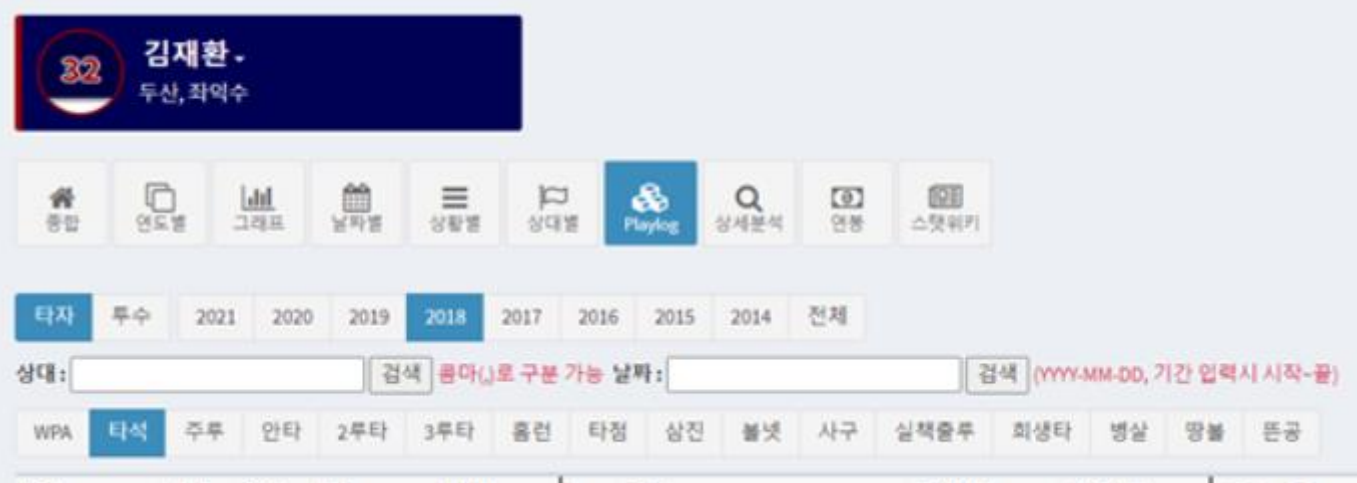 32
김재환
두산, 좌익수
종합 연도별 그래프 날짜별 상황별 상대별 Playlog 상세분석 연봉 스탯위키
타자 투수 2021 2020 2019 2018 2017 2016 2015 2014 전체
상대 : 검색 콤마(,)로 구분 가능 날짜 : 검색 (YYYY-MM-DD, 기간 입력시 시작~끝)
WPA 타석 주루 안타 2루타 3루타 홈런 타점 삼진 볼넷 사구 실책출루 희생타 병살 땅볼 뜬공